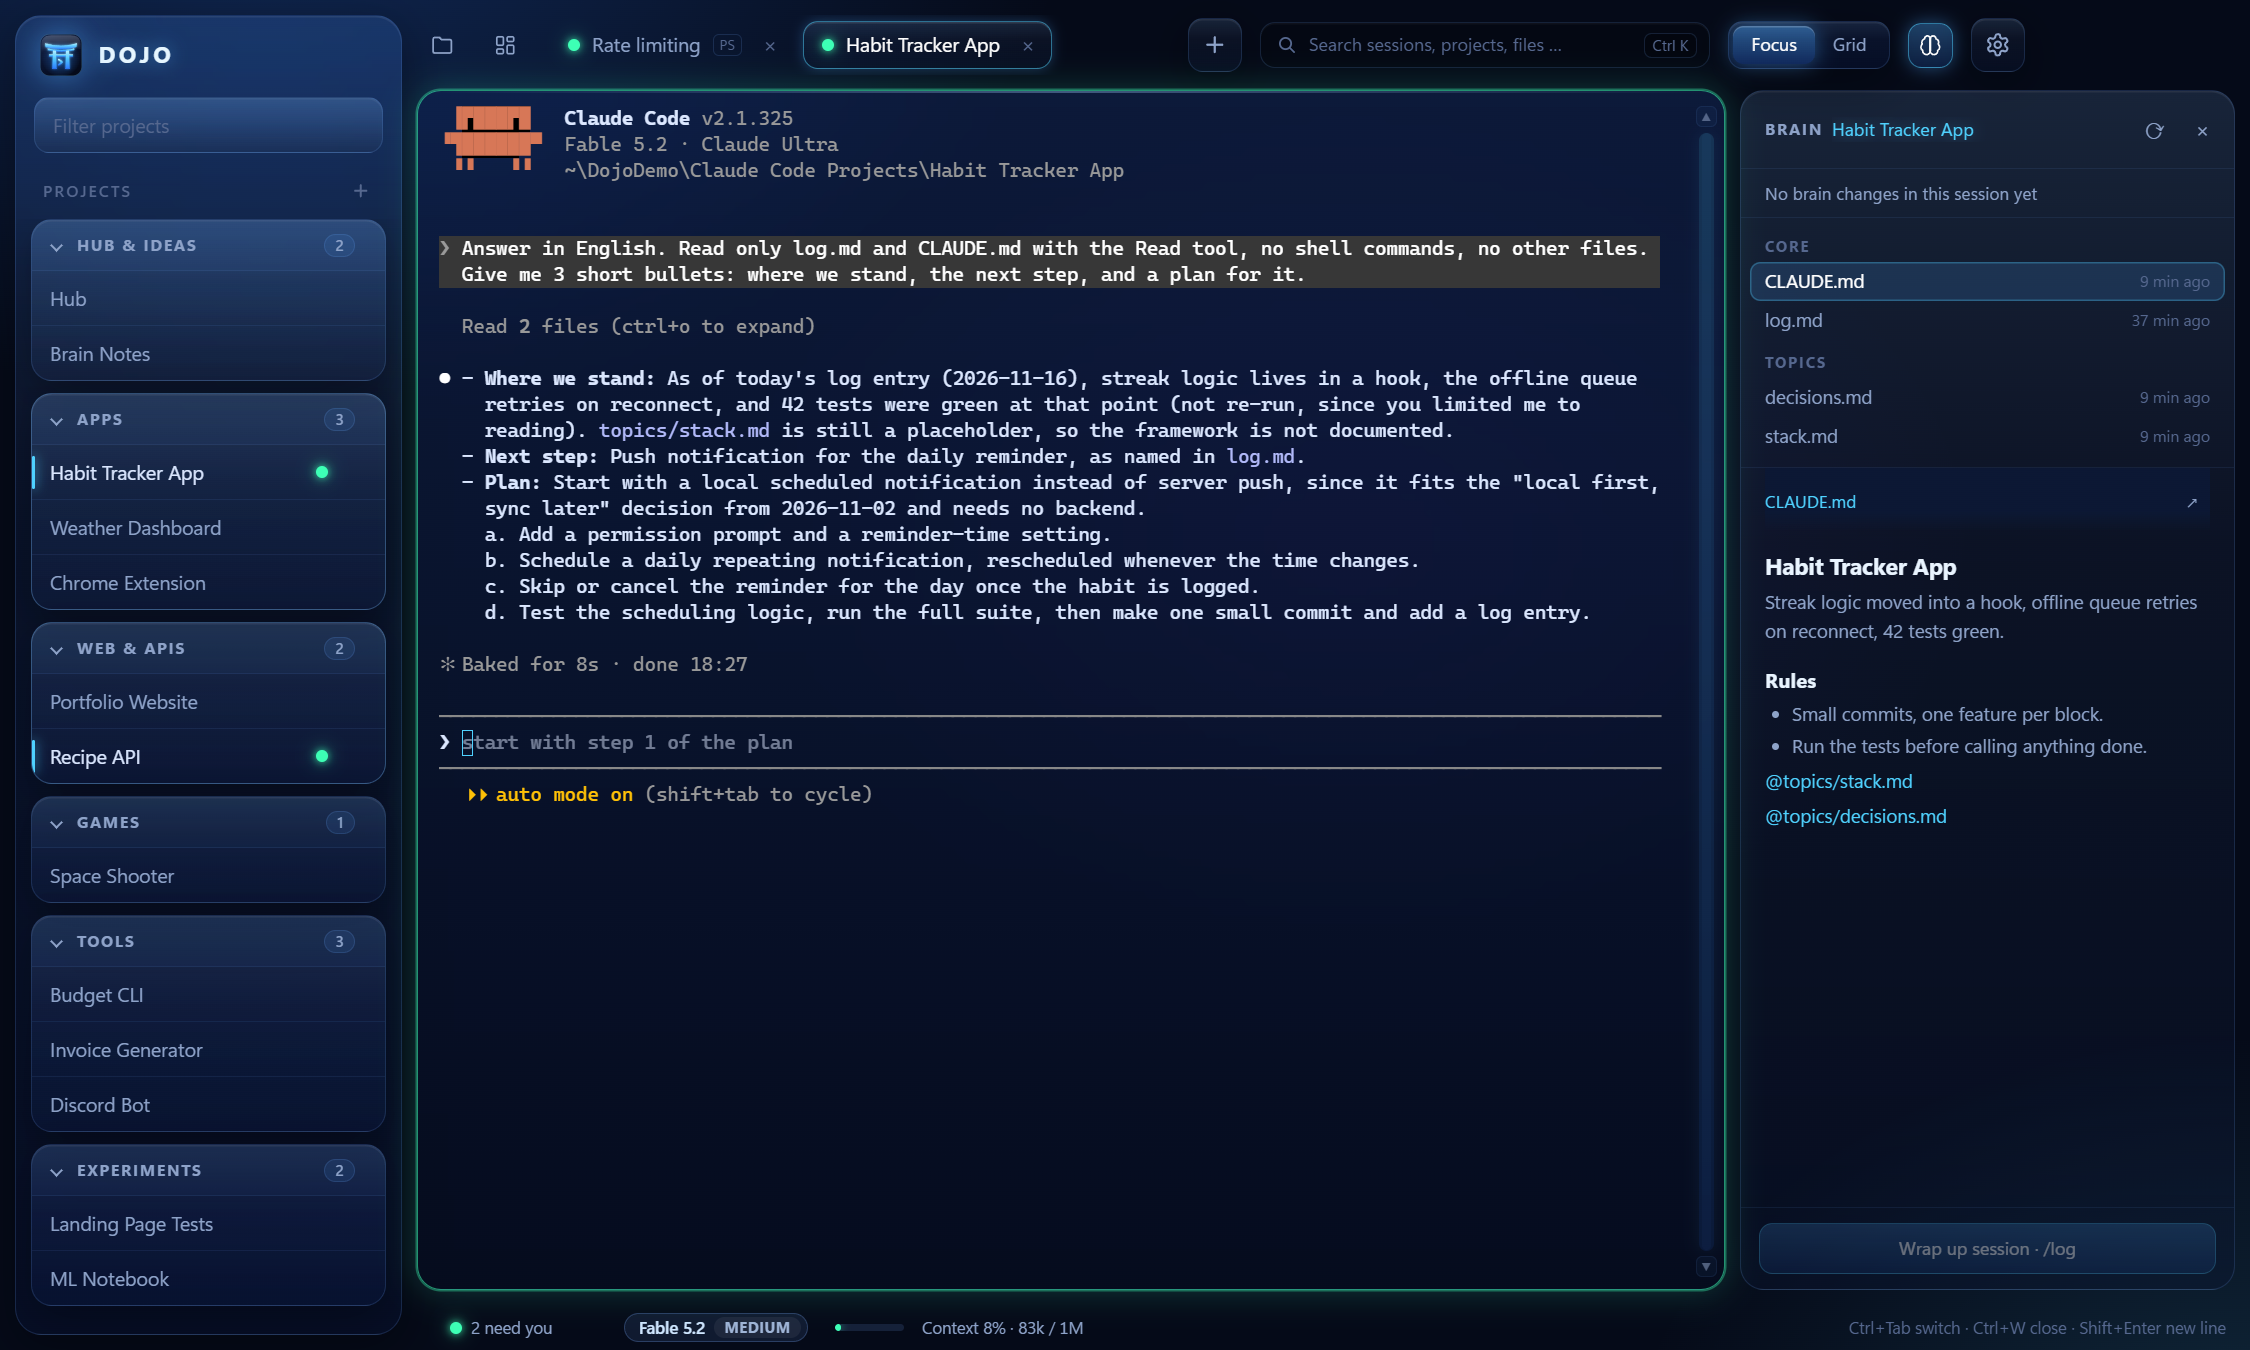 DOJO
Filter projects
PROJECTS
HUB & IDEAS 2
Hub
Brain Notes
APPS 3
Habit Tracker App
Weather Dashboard
Chrome Extension
WEB & APIS 2
Portfolio Website
Recipe API
GAMES 1
Space Shooter
TOOLS 3
Budget CLI
Invoice Generator
Discord Bot
EXPERIMENTS 2
Landing Page Tests
ML Notebook
Rate limiting PS ×
Habit Tracker App ×
+
Search sessions, projects, files ... Ctrl K
Focus Grid
Claude Code v2.1.325
Fable 5.2 · Claude Ultra
~\DojoDemo\Claude Code Projects\Habit Tracker App
❯ Answer in English. Read only log.md and CLAUDE.md with the Read tool, no shell commands, no other files.
Give me 3 short bullets: where we stand, the next step, and a plan for it.
Read 2 files (ctrl+o to expand)
● - Where we stand: As of today's log entry (2026-11-16), streak logic lives in a hook, the offline queue
retries on reconnect, and 42 tests were green at that point (not re-run, since you limited me to
reading). topics/stack.md is still a placeholder, so the framework is not documented.
- Next step: Push notification for the daily reminder, as named in log.md.
- Plan: Start with a local scheduled notification instead of server push, since it fits the "local first,
sync later" decision from 2026-11-02 and needs no backend.
a. Add a permission prompt and a reminder-time setting.
b. Schedule a daily repeating notification, rescheduled whenever the time changes.
c. Skip or cancel the reminder for the day once the habit is logged.
d. Test the scheduling logic, run the full suite, then make one small commit and add a log entry.
✻ Baked for 8s · done 18:27
❯ start with step 1 of the plan
⏵⏵ auto mode on (shift+tab to cycle)
2 need you
Fable 5.2 MEDIUM
Context 8% · 83k / 1M
BRAIN Habit Tracker App
No brain changes in this session yet
CORE
CLAUDE.md 9 min ago
log.md 37 min ago
TOPICS
decisions.md 9 min ago
stack.md 9 min ago
CLAUDE.md ↗
Habit Tracker App
Streak logic moved into a hook, offline queue retries
on reconnect, 42 tests green.
Rules
• Small commits, one feature per block.
• Run the tests before calling anything done.
@topics/stack.md
@topics/decisions.md
Wrap up session · /log
Ctrl+Tab switch · Ctrl+W close · Shift+Enter new line